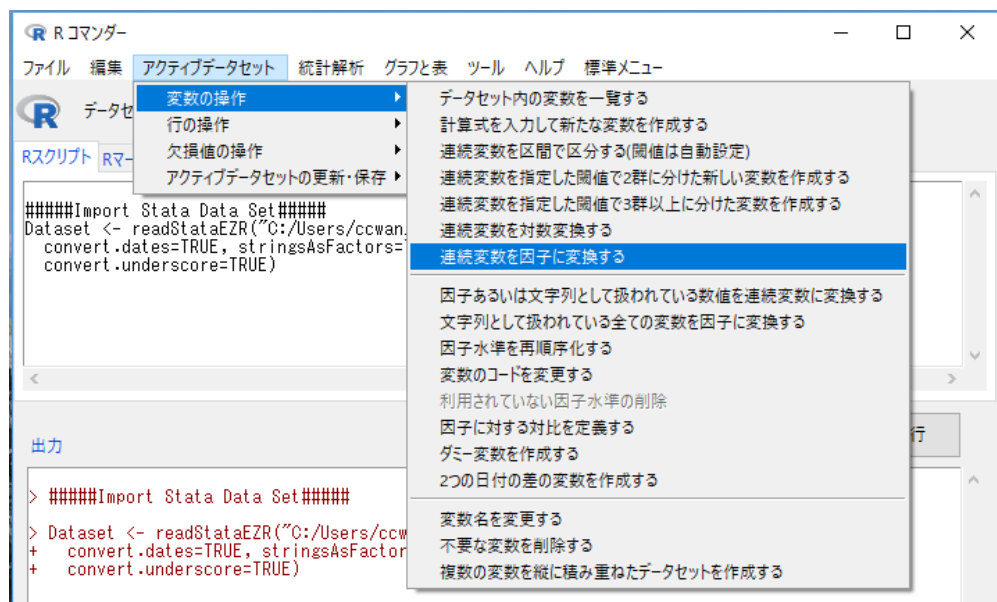 R コマンダー
ファイル 編集 アクティブデータセット 統計解析 グラフと表 ツール ヘルプ 標準メニュー
変数の操作
行の操作
欠損値の操作
アクティブデータセットの更新・保存
データセ
Rスクリプト Rマー
データセット内の変数を一覧する
計算式を入力して新たな変数を作成する
連続変数を区間で区分する(閾値は自動設定)
連続変数を指定した閾値で2群に分けた新しい変数を作成する
連続変数を指定した閾値で3群以上に分けた変数を作成する
連続変数を対数変換する
連続変数を因子に変換する
因子あるいは文字列として扱われている数値を連続変数に変換する
文字列として扱われている全ての変数を因子に変換する
因子水準を再順序化する
変数のコードを変更する
利用されていない因子水準の削除
因子に対する対比を定義する
ダミー変数を作成する
2つの日付の差の変数を作成する
変数名を変更する
不要な変数を削除する
複数の変数を縦に積み重ねたデータセットを作成する
#####Import Stata Data Set#####
Dataset <- readStataEZR("C:/Users/ccwan
convert.dates=TRUE, stringsAsFactors=
convert.underscore=TRUE)
行
出力
> #####Import Stata Data Set#####
> Dataset <- readStataEZR("C:/Users/ccw
+ convert.dates=TRUE, stringsAsFactor
+ convert.underscore=TRUE)